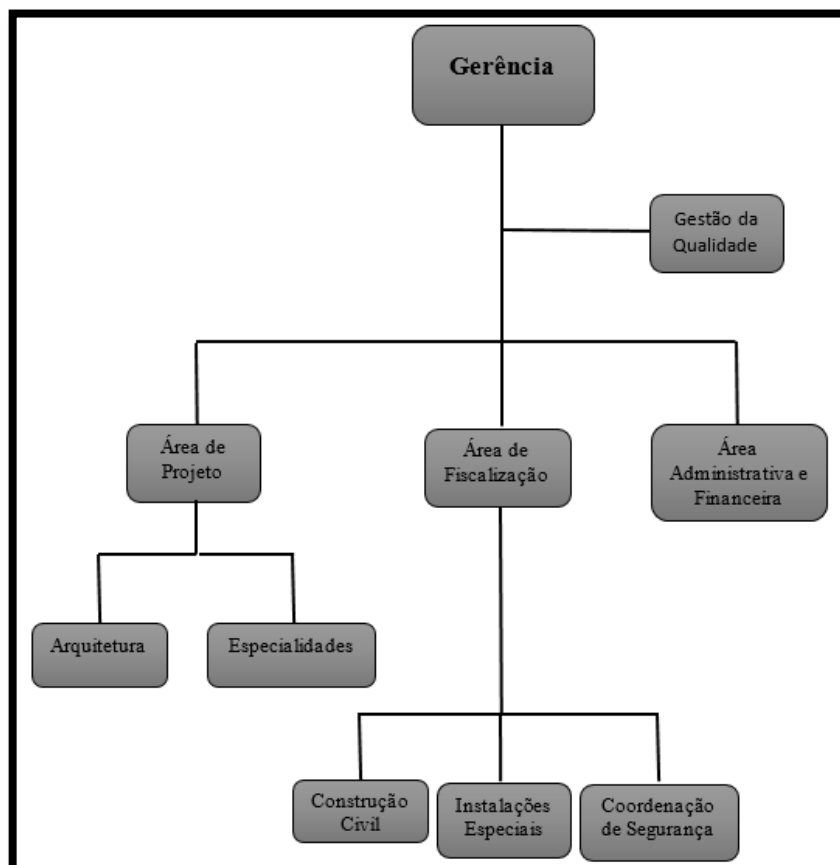 Gerência
Gestão da
Qualidade
Área de
Projeto
Área de
Fiscalização
Área
Administrativa e
Financeira
Arquitetura
Especialidades
Construção
Civil
Instalações
Especiais
Coordenação
de Segurança